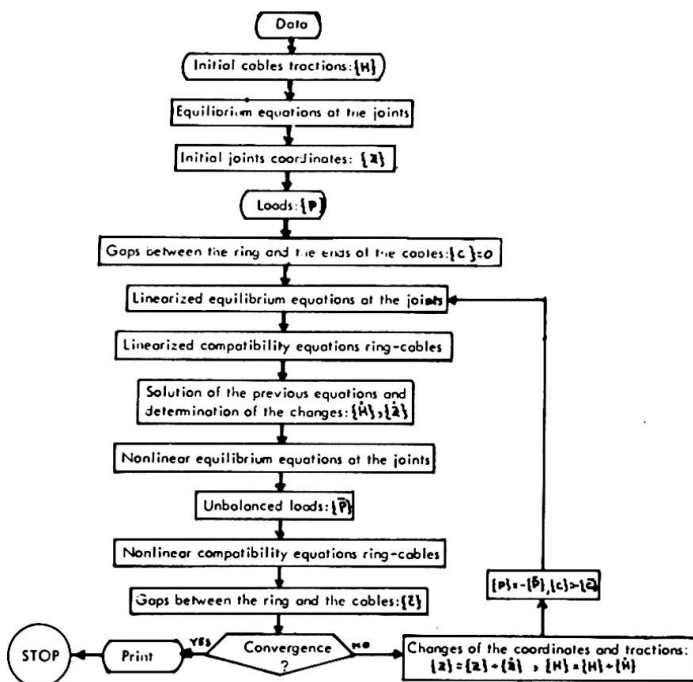 Data
Initial cables tractions: {H}
Equilibrium equations at the joints
Initial joints coordinates: {z}
Loads: {P}
Gaps between the ring and the ends of the cables: {C}=0
Linearized equilibrium equations at the joints
Linearized compatibility equations ring-cables
Solution of the previous equations and
determination of the changes: {Ḣ},{ż}
Nonlinear equilibrium equations at the joints
Unbalanced loads: {P̄}
Nonlinear compatibility equations ring-cables
Gaps between the ring and the cables:
{P}=-{P̄},
STOP
Print
YES
Convergence
?
NO
Changes of the coordinates and tractions:
{z}={z}+{ż} , {H}={H}+{Ḣ}